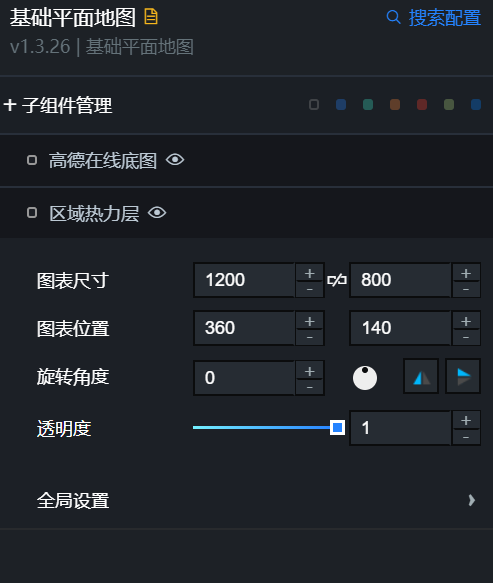 基础平面地图 搜索配置
v1.3.26 | 基础平面地图
+ 子组件管理
高德在线底图
区域热力层
图表尺寸 1200 + - 800 + -
图表位置 360 + - 140 + -
旋转角度 0 + -
透明度 1 + -
全局设置